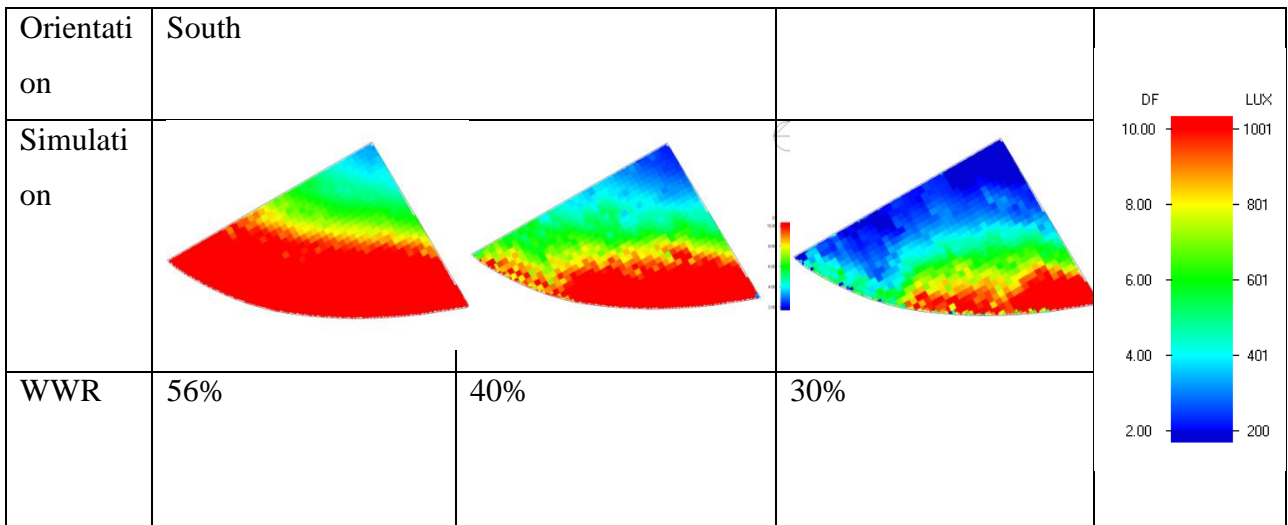 Orientati
on
South
Simulati
on
WWR
56%
40%
30%
DF LUX
10.00 1001
8.00 801
6.00 601
4.00 401
2.00 200